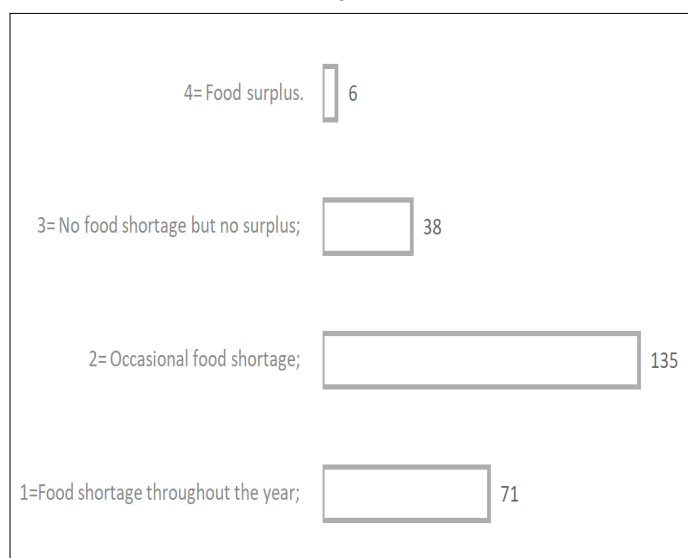 4= Food surplus. 6
3= No food shortage but no surplus; 38
2= Occasional food shortage; 135
1=Food shortage throughout the year; 71